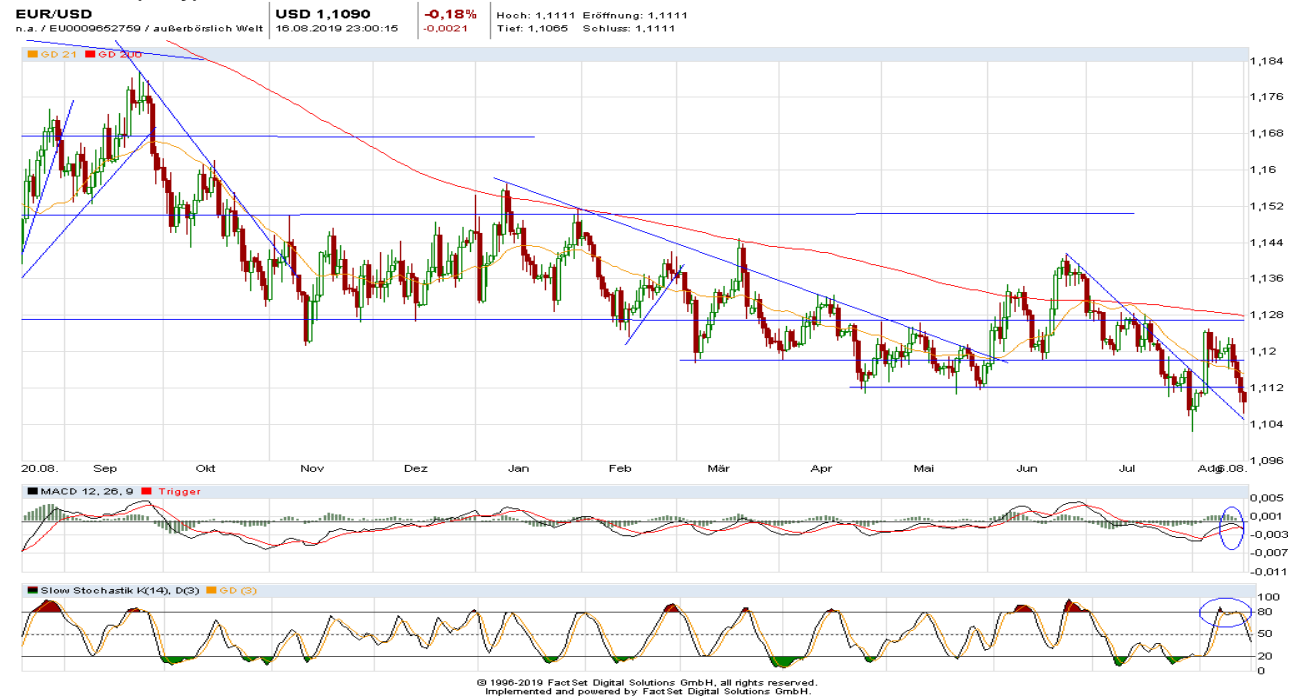 EUR/USD USD 1,1090 -0,18% Hoch: 1,1111 Eröffnung: 1,1111
n.a. / EU0009652759 / außerbörslich Welt 16.08.2019 23:00:15 -0,0021 Tief: 1,1065 Schluss: 1,1111
GD 21 GD 200
1,184
1,176
1,168
1,16
1,152
1,144
1,136
1,128
1,12
1,112
1,104
1,096
20.08. Sep Okt Nov Dez Jan Feb Mär Apr Mai Jun Jul Aug 16.08.
MACD 12, 26, 9 Trigger
0,005
0,001
-0,003
-0,007
-0,011
Slow Stochastik K(14), D(3) GD (3)
100
80
50
20
0
© 1996-2019 FactSet Digital Solutions GmbH, all rights reserved.
Implemented and powered by FactSet Digital Solutions GmbH.